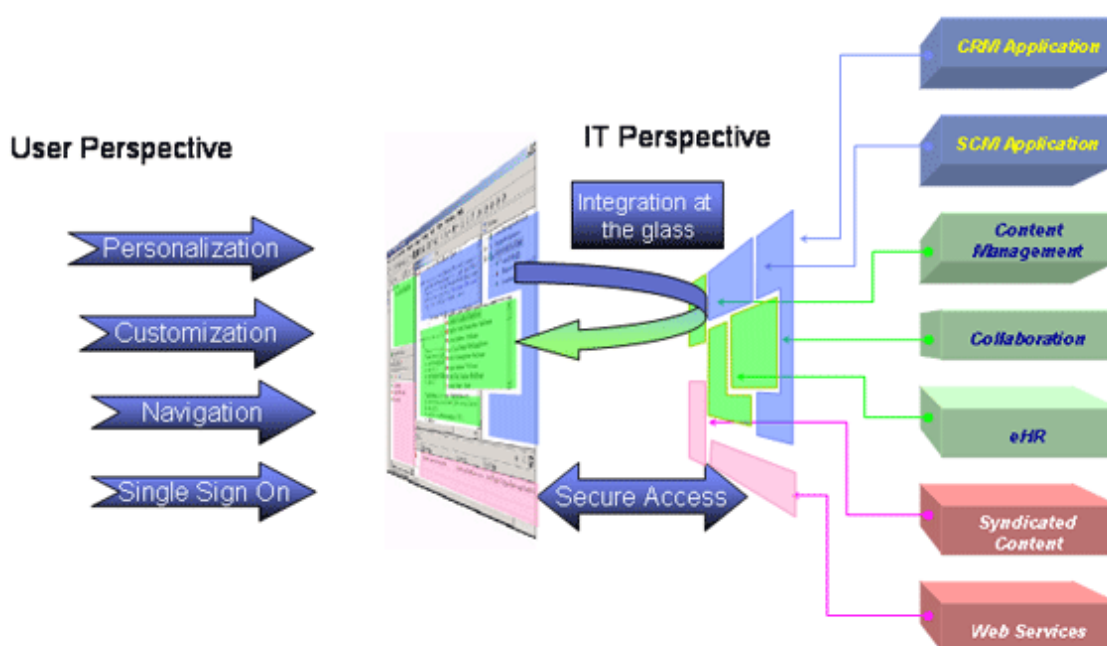 CRM Application
SCM Application
User Perspective
IT Perspective
Integration at
the glass
Content
Management
Personalization
Customization
Collaboration
Navigation
eHR
Single Sign On
Secure Access
Syndicated
Content
Web Services